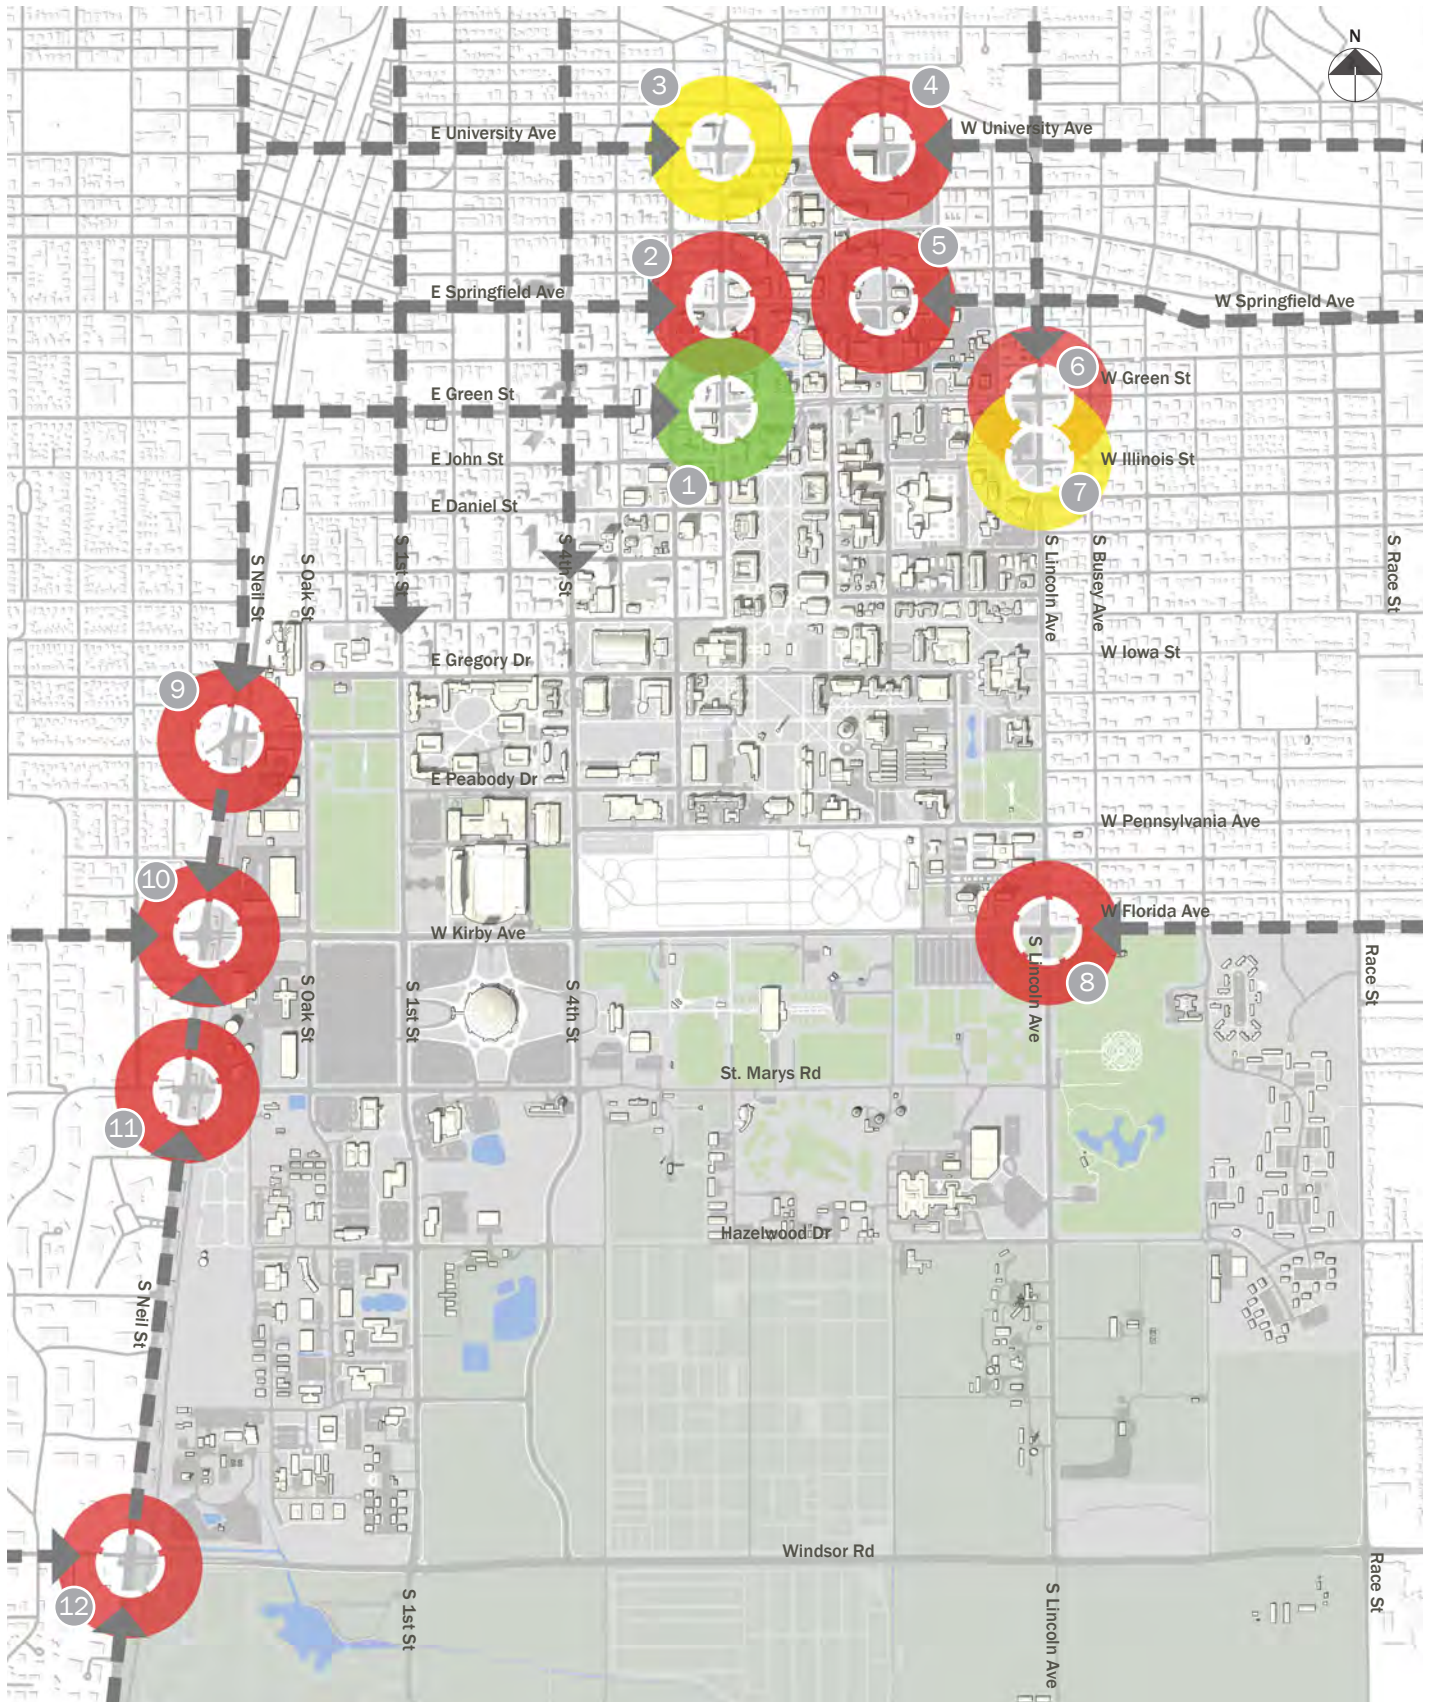 N
3
4
E University Ave
W University Ave
2
5
E Springfield Ave
W Springfield Ave
6
E Green St
W Green St
E John St
W Illinois St
1
7
E Daniel St
S Neil St
S Oak St
S 1st St
S 4th St
S Lincoln Ave
S Busey Ave
S Race St
E Gregory Dr
W Iowa St
9
E Peabody Dr
W Pennsylvania Ave
10
W Florida Ave
W Kirby Ave
8
S Oak St
S 1st St
S 4th St
S Lincoln Ave
Race St
St. Marys Rd
11
Hazelwood Dr
S Neil St
Windsor Rd
12
S 1st St
S Lincoln Ave
Race St